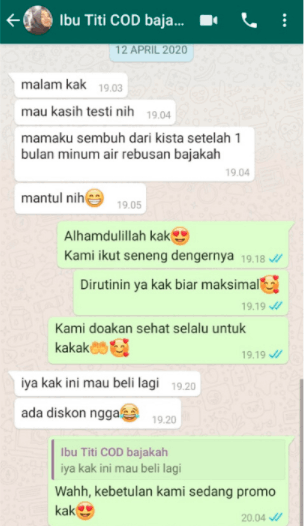 Ibu Titi COD baja...
12 APRIL 2020
malam kak 19.03
mau kasih testi nih 19.04
mamaku sembuh dari kista setelah 1
bulan minum air rebusan bajakah
19.04
mantul nih😁 19.05
Alhamdulillah kak😍
Kami ikut seneng dengernya 19.18
Dirutinin ya kak biar maksimal🥰
19.19
Kami doakan sehat selalu untuk
kakak🤲🥰
19.19
iya kak ini mau beli lagi 19.20
ada diskon ngga😂 19.20
Ibu Titi COD bajakah
iya kak ini mau beli lagi
Wahh, kebetulan kami sedang promo
kak😍
20.04